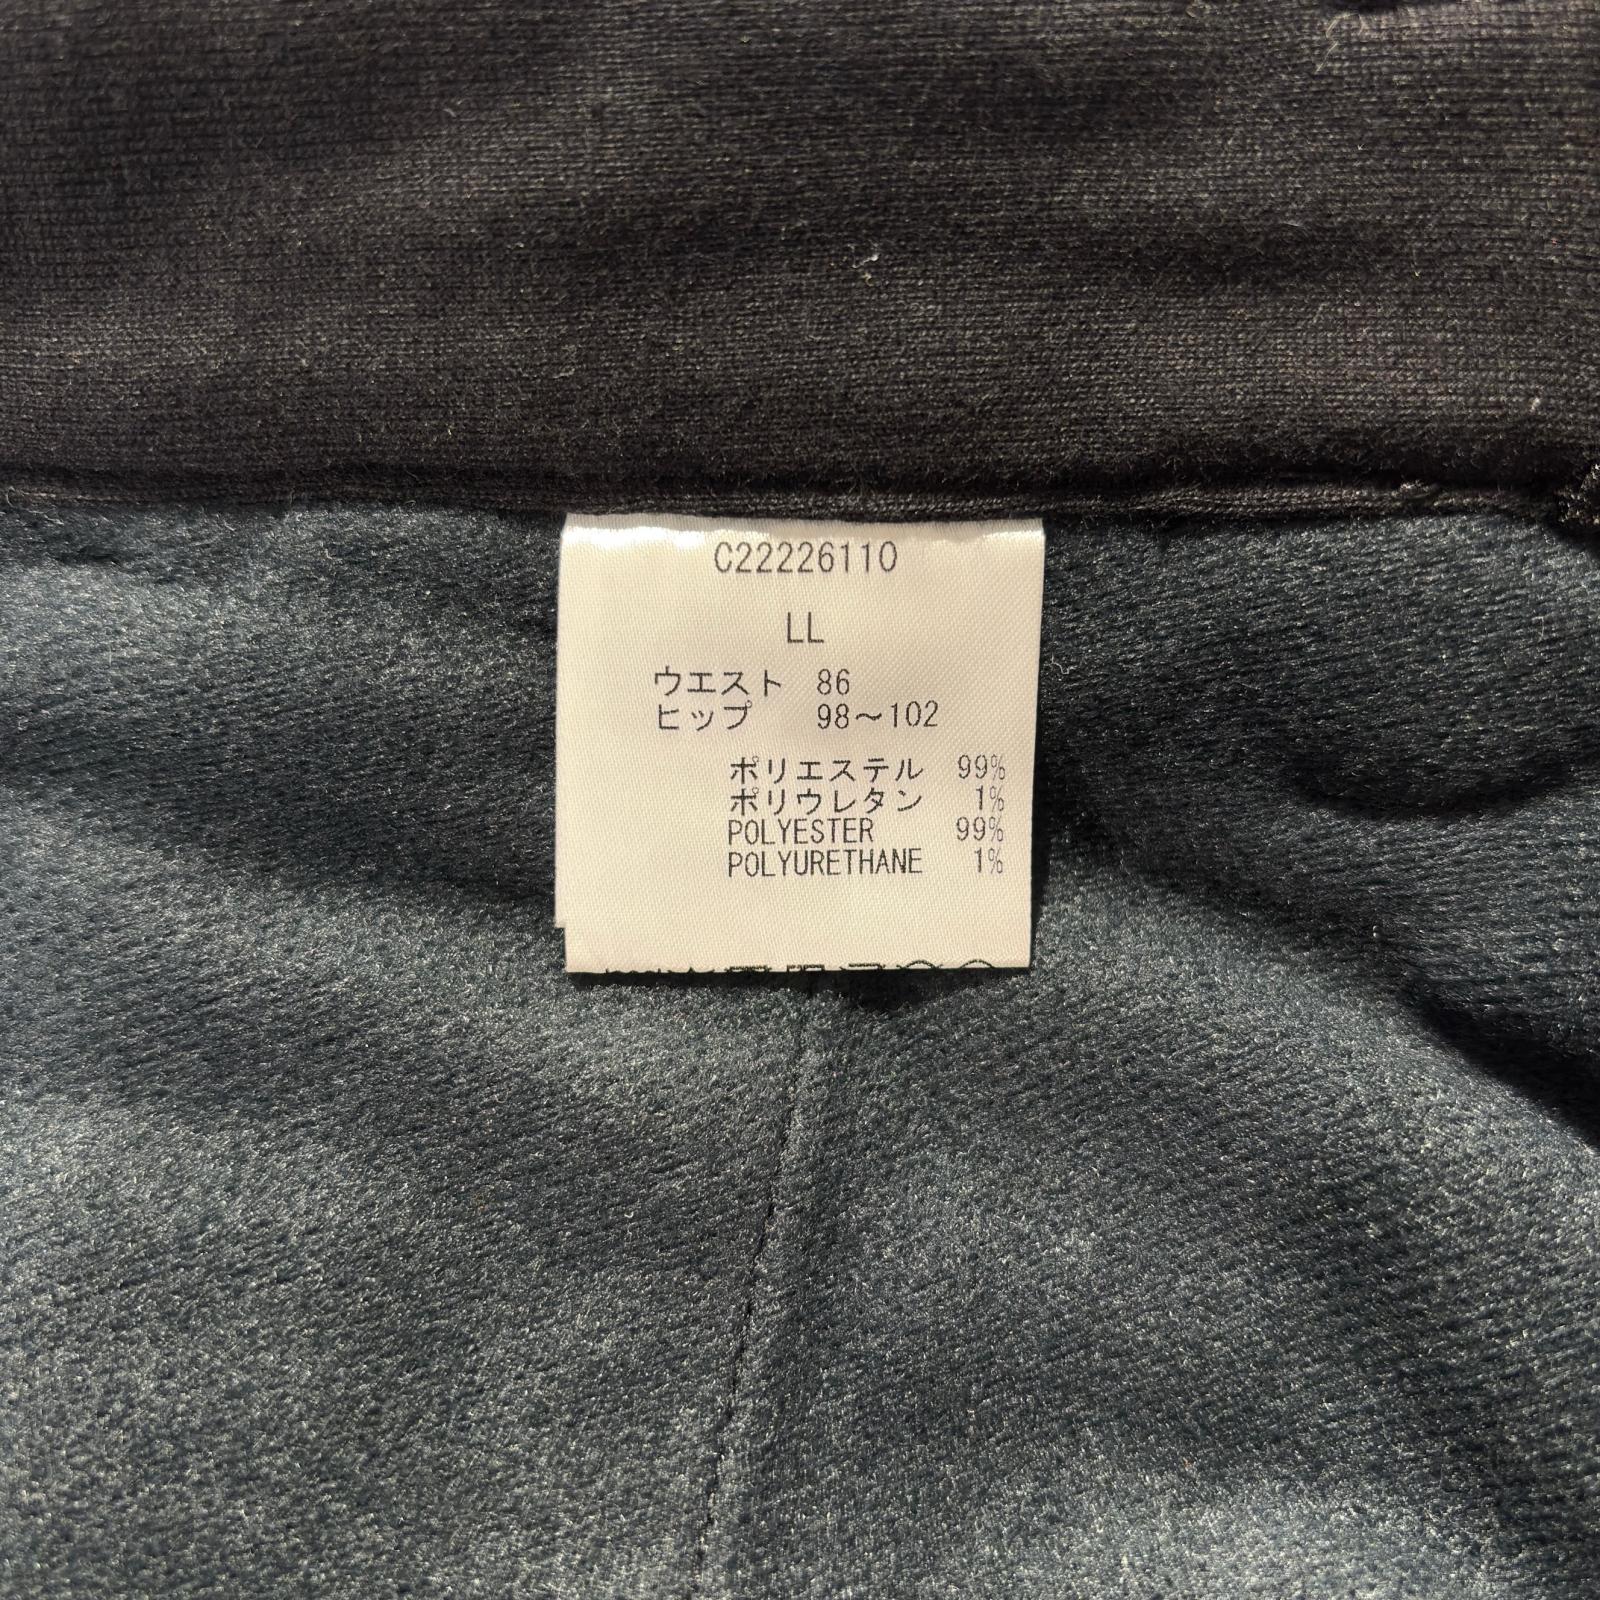 C22226110
LL
ウエスト 86
ヒップ 98～102
ポリエステル 99%
ポリウレタン 1%
POLYESTER 99%
POLYURETHANE 1%